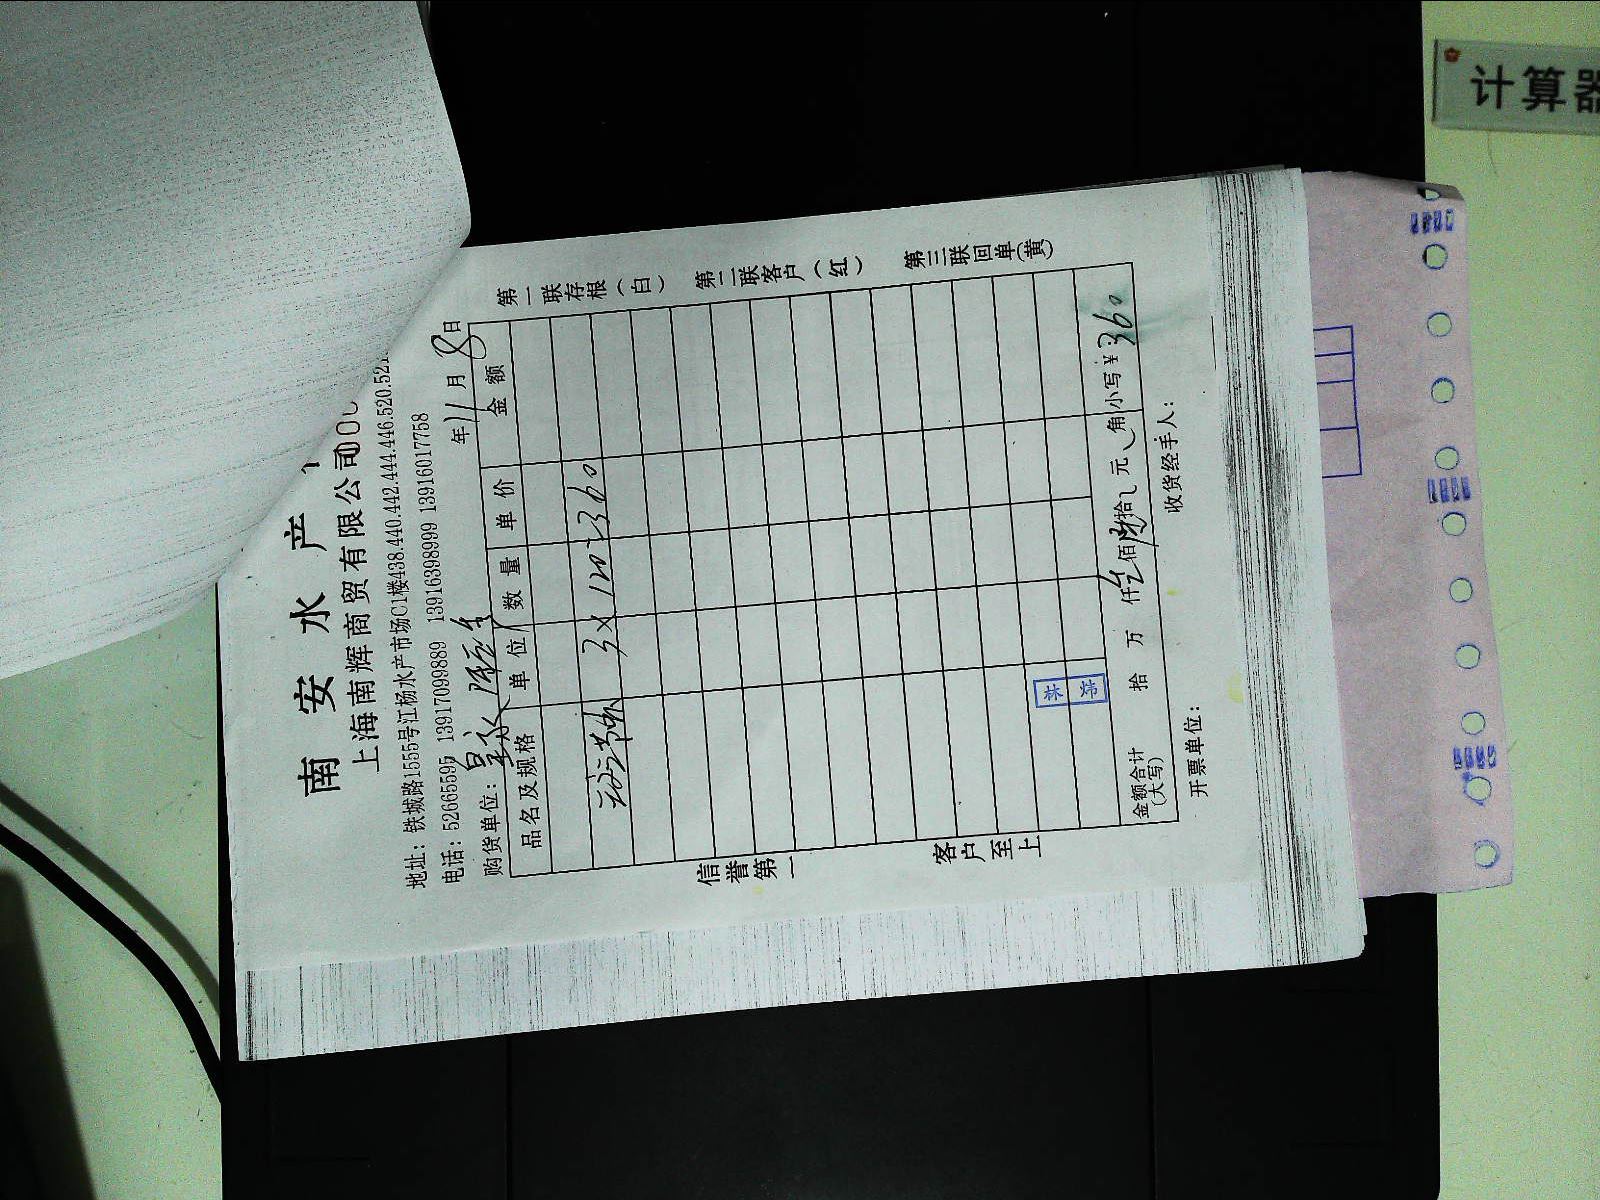 南 安 水 产
上海南辉商贸有限公司
地址：铁城路1555号江杨水产市场C1楼438.440.442.444.446.520.52
电话：52665595 13917099889 13916398999 13916017758
购货单位： 年 11 月 8 日
品名及规格 单位 数量 单价 金额
3 × 120 = 360
金额合计（大写） 拾 万 仟 佰 拾 元 角 小写￥：360
开票单位： 收货经手人：
林炜
信誉第一 客户至上
第一联存根（白） 第二联客户（红） 第三联回单（黄）
计算器